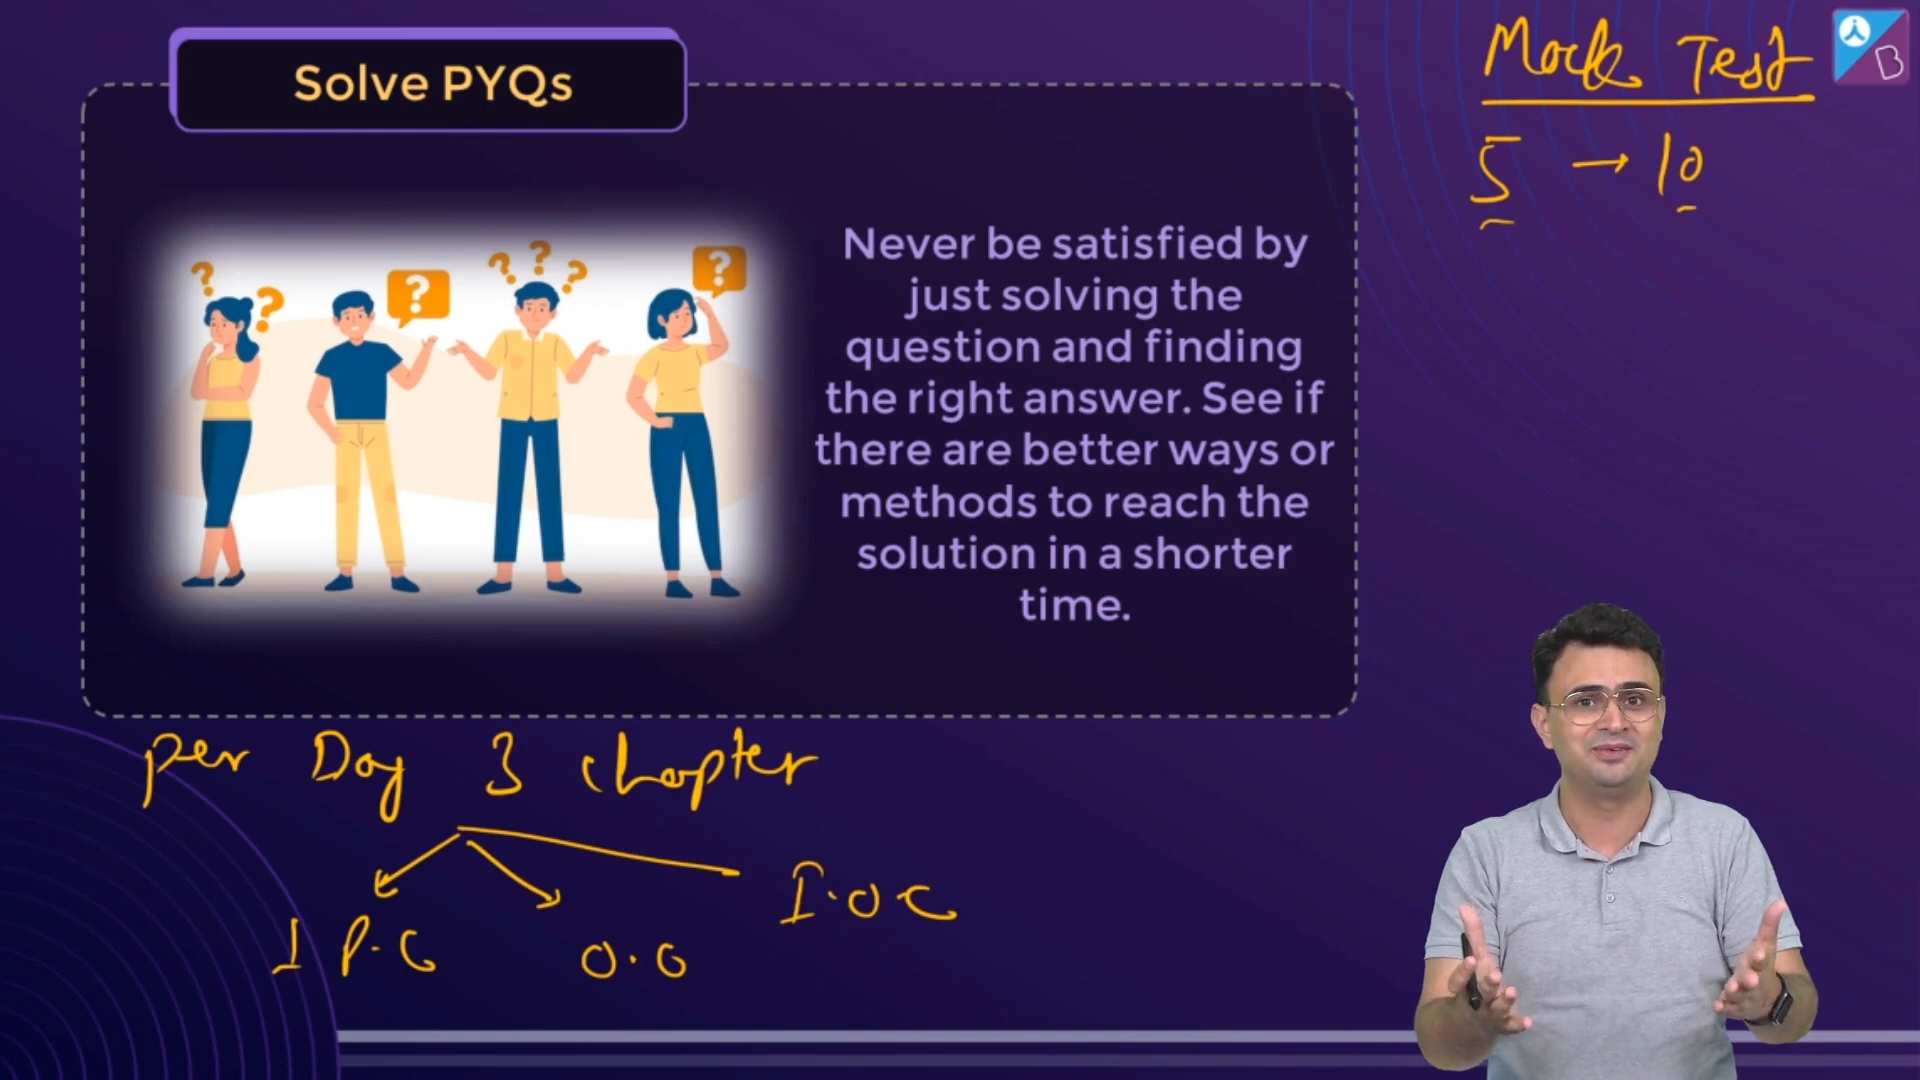 Solve PYQs
Mock Test
5 → 10
Never be satisfied by
just solving the
question and finding
the right answer. See if
there are better ways or
methods to reach the
solution in a shorter
time.
per Day 3 chapter
1 P.C
O.C
I.O.C
B